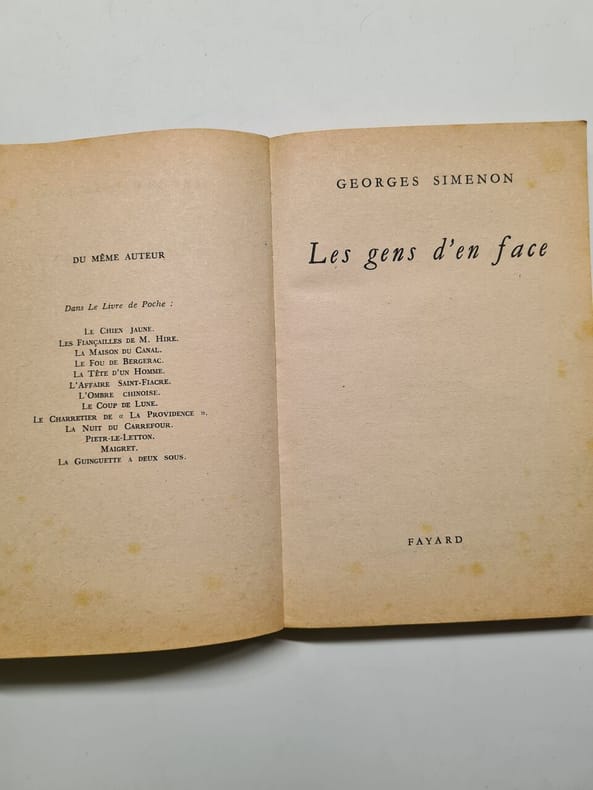 DU MÊME AUTEUR
Dans Le Livre de Poche :
LE CHIEN JAUNE.
LES FIANÇAILLES DE M. HIRE.
LA MAISON DU CANAL.
LE FOU DE BERGERAC.
LA TÊTE D'UN HOMME.
L'AFFAIRE SAINT-FIACRE.
L'OMBRE CHINOISE.
LE COUP DE LUNE.
LE CHARRETIER DE « LA PROVIDENCE ».
LA NUIT DU CARREFOUR.
PIETR-LE-LETTON.
MAIGRET.
LA GUINGUETTE A DEUX SOUS.
GEORGES SIMENON
Les gens d'en face
FAYARD